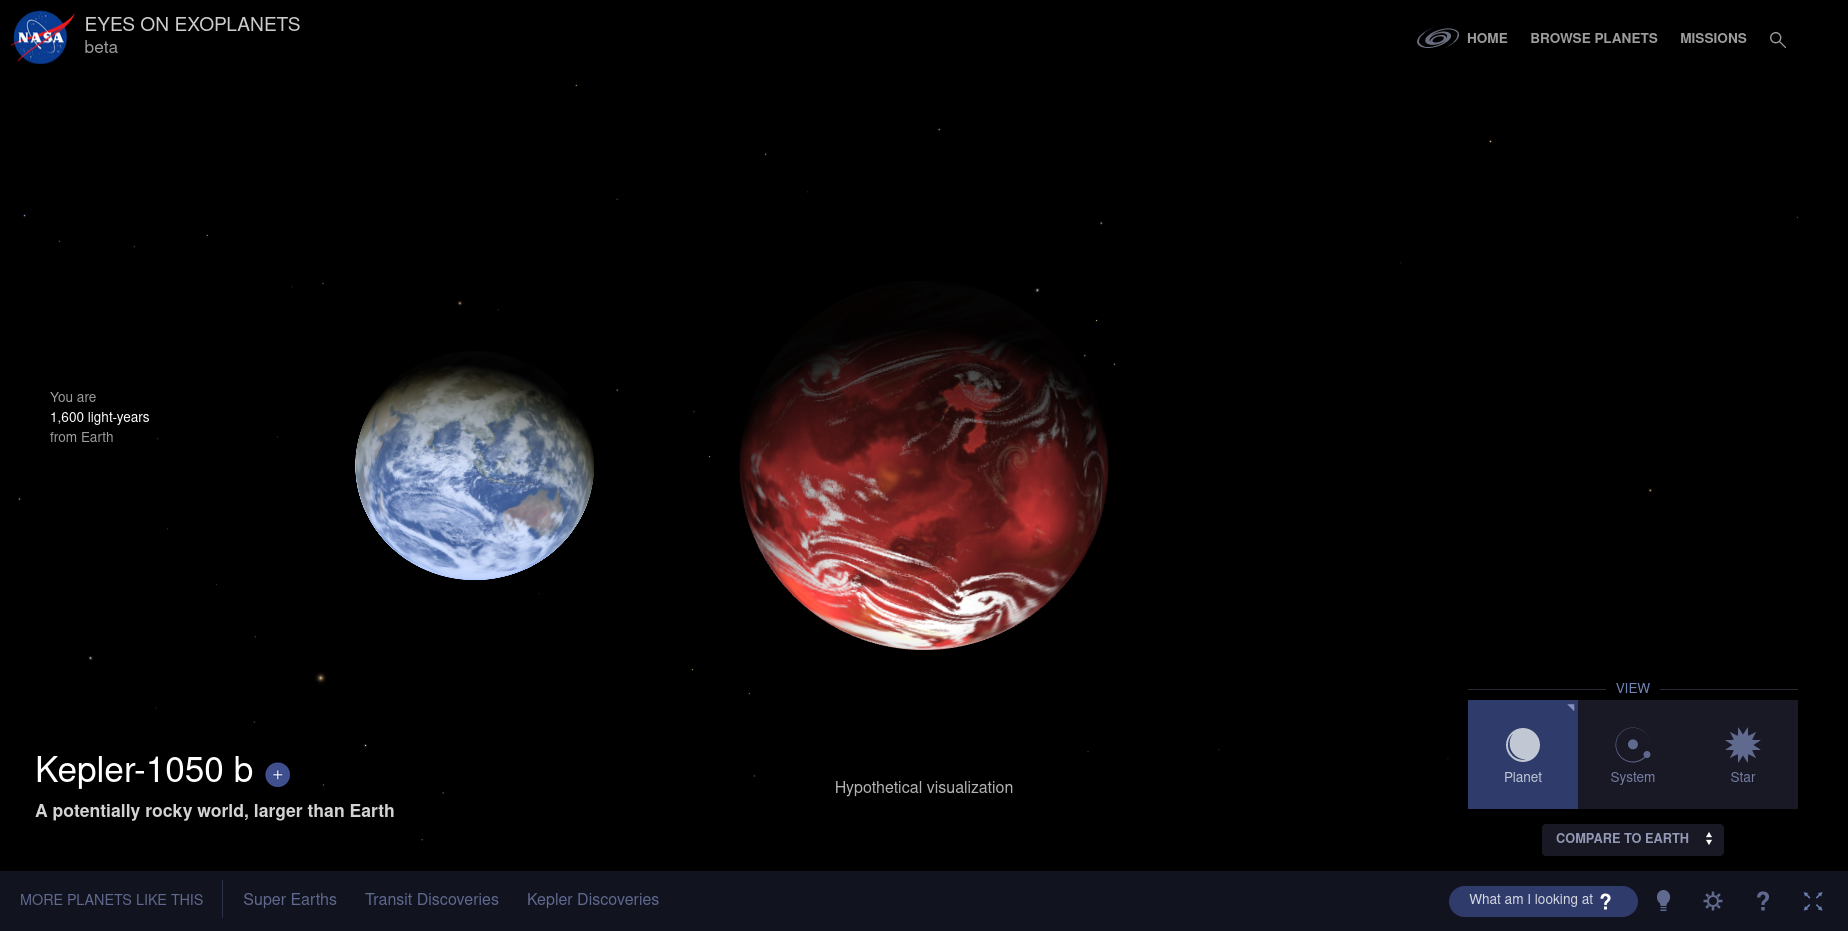 NASA
EYES ON EXOPLANETS
beta
HOME
BROWSE PLANETS
MISSIONS
You are
1,600 light-years
from Earth
Kepler-1050 b +
A potentially rocky world, larger than Earth
Hypothetical visualization
VIEW
Planet
System
Star
COMPARE TO EARTH
MORE PLANETS LIKE THIS
Super Earths
Transit Discoveries
Kepler Discoveries
What am I looking at ?
?